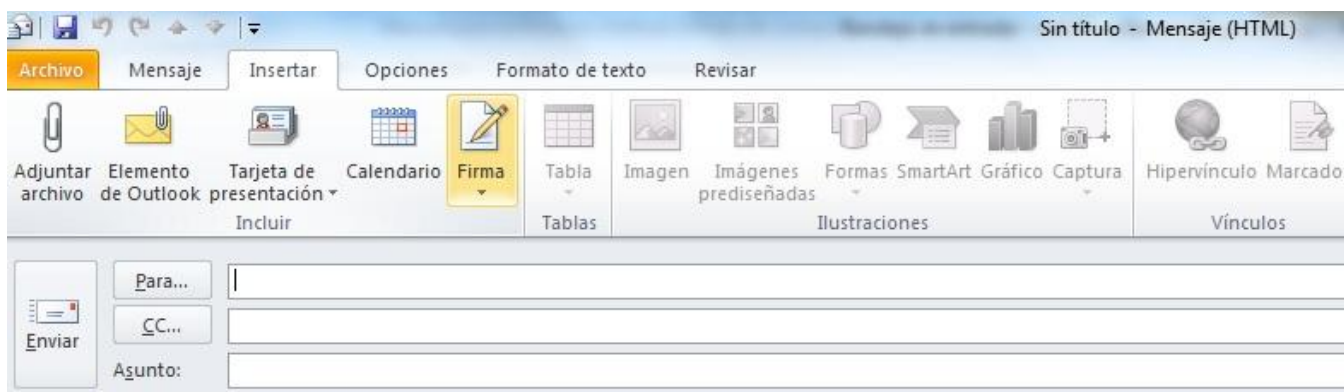 Sin título - Mensaje (HTML)
Archivo Mensaje Insertar Opciones Formato de texto Revisar
Adjuntar archivo
Elemento de Outlook
Tarjeta de presentación
Calendario
Firma
Tabla
Imagen
Imágenes prediseñadas
Formas
SmartArt
Gráfico
Captura
Hipervínculo
Marcado
Incluir Tablas Ilustraciones Vínculos
Enviar
Para...
CC...
Asunto: